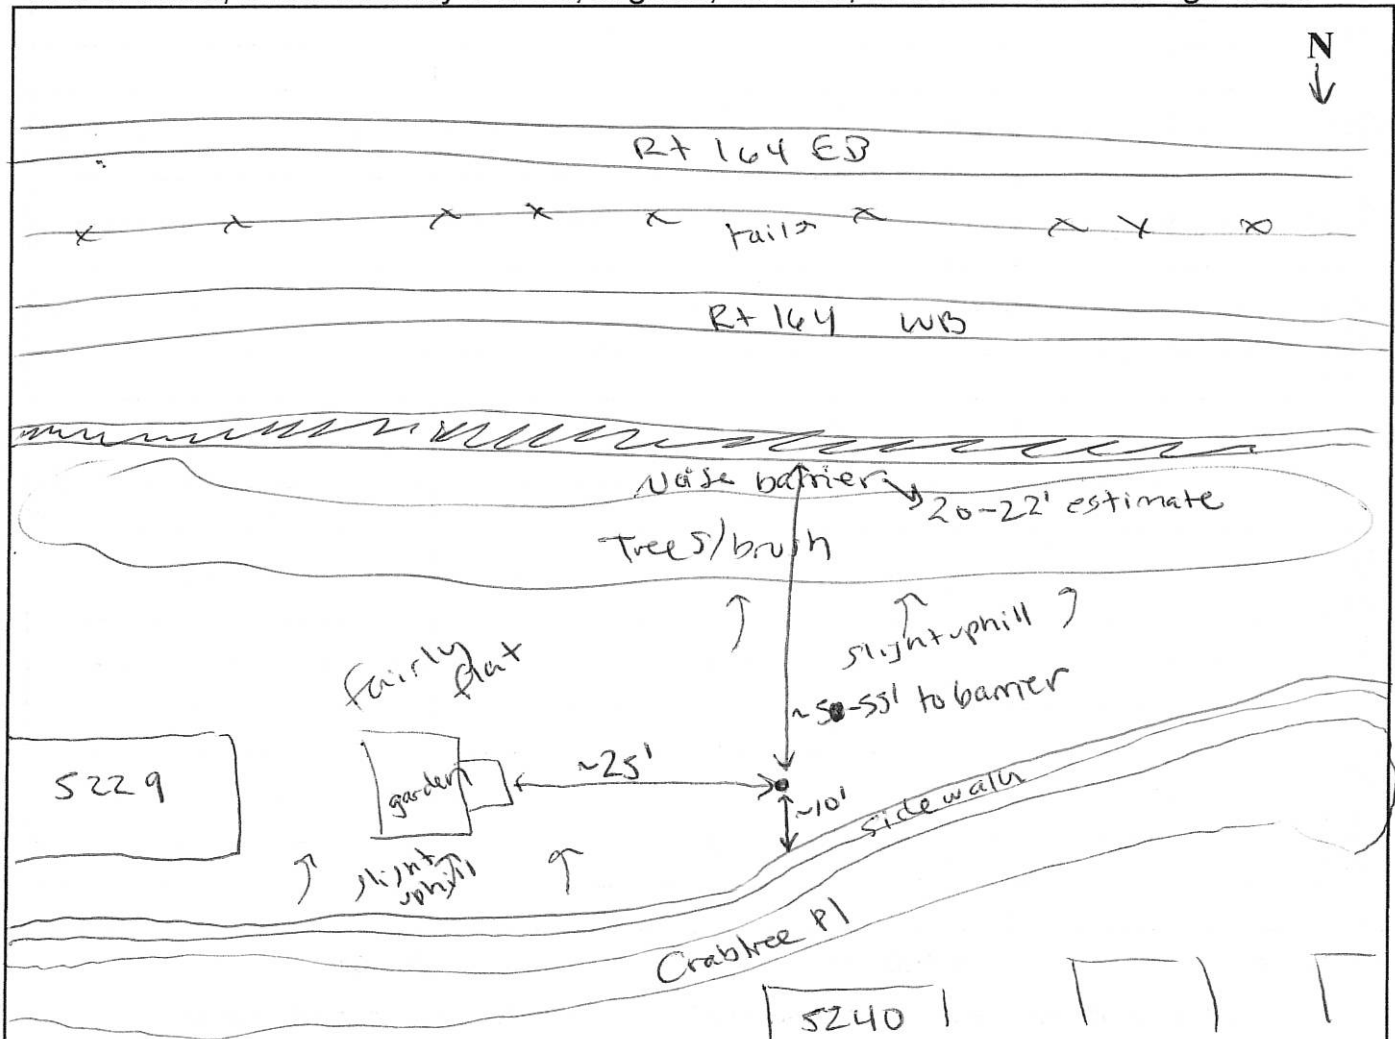 N
Rt 164 EB
rails
Rt 164 WB
Noise barrier
20-22' estimate
Trees/brush
slight uphill
fairly
flat
~50-55' to barrier
5229
garden
~25'
~10'
sidewalk
slight
uphill
Crabtree Pl
5240